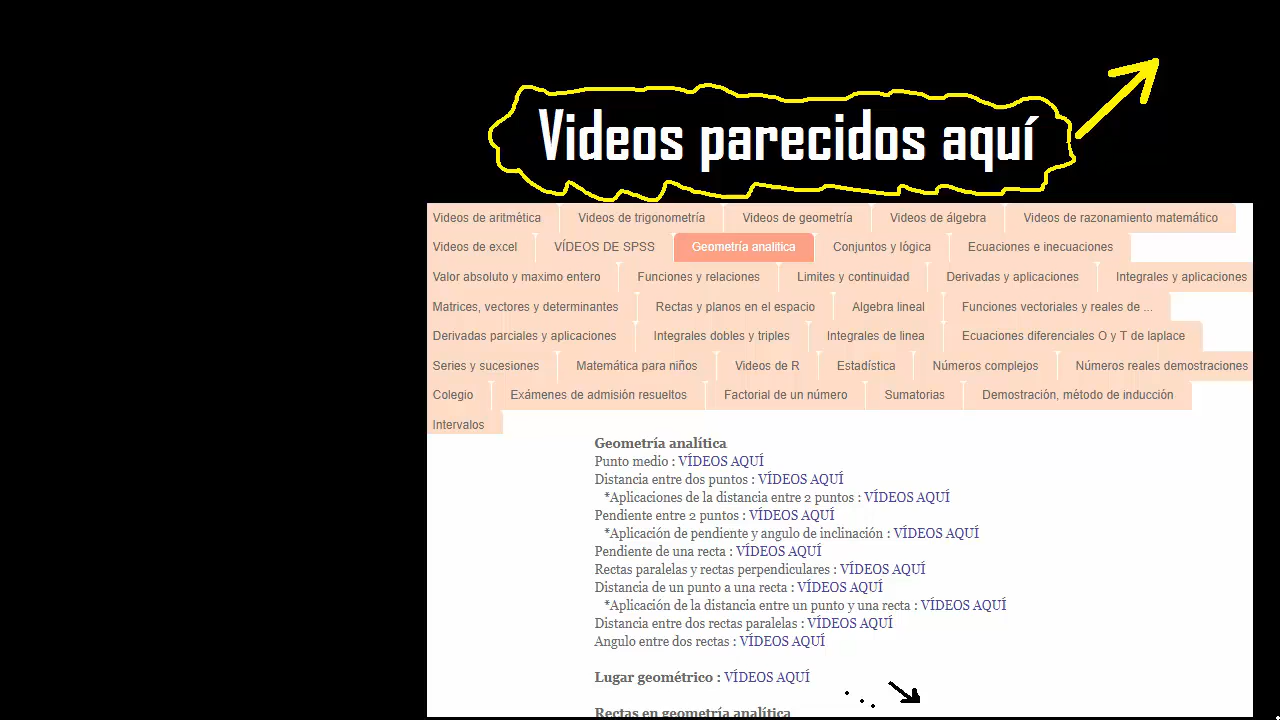 Videos parecidos aquí
Videos de aritmética Videos de trigonometría Videos de geometría Videos de álgebra Videos de razonamiento matemático
Videos de excel VÍDEOS DE SPSS Geometría analítica Conjuntos y lógica Ecuaciones e inecuaciones
Valor absoluto y maximo entero Funciones y relaciones Limites y continuidad Derivadas y aplicaciones Integrales y aplicaciones
Matrices, vectores y determinantes Rectas y planos en el espacio Algebra lineal Funciones vectoriales y reales de ...
Derivadas parciales y aplicaciones Integrales dobles y triples Integrales de linea Ecuaciones diferenciales O y T de laplace
Series y sucesiones Matemática para niños Videos de R Estadística Números complejos Números reales demostraciones
Colegio Exámenes de admisión resueltos Factorial de un número Sumatorias Demostración, método de inducción
Intervalos
Geometría analítica
Punto medio : VÍDEOS AQUÍ
Distancia entre dos puntos : VÍDEOS AQUÍ
*Aplicaciones de la distancia entre 2 puntos : VÍDEOS AQUÍ
Pendiente entre 2 puntos : VÍDEOS AQUÍ
*Aplicación de pendiente y angulo de inclinación : VÍDEOS AQUÍ
Pendiente de una recta : VÍDEOS AQUÍ
Rectas paralelas y rectas perpendiculares : VÍDEOS AQUÍ
Distancia de un punto a una recta : VÍDEOS AQUÍ
*Aplicación de la distancia entre un punto y una recta : VÍDEOS AQUÍ
Distancia entre dos rectas paralelas : VÍDEOS AQUÍ
Angulo entre dos rectas : VÍDEOS AQUÍ
Lugar geométrico : VÍDEOS AQUÍ
Rectas en geometría analítica